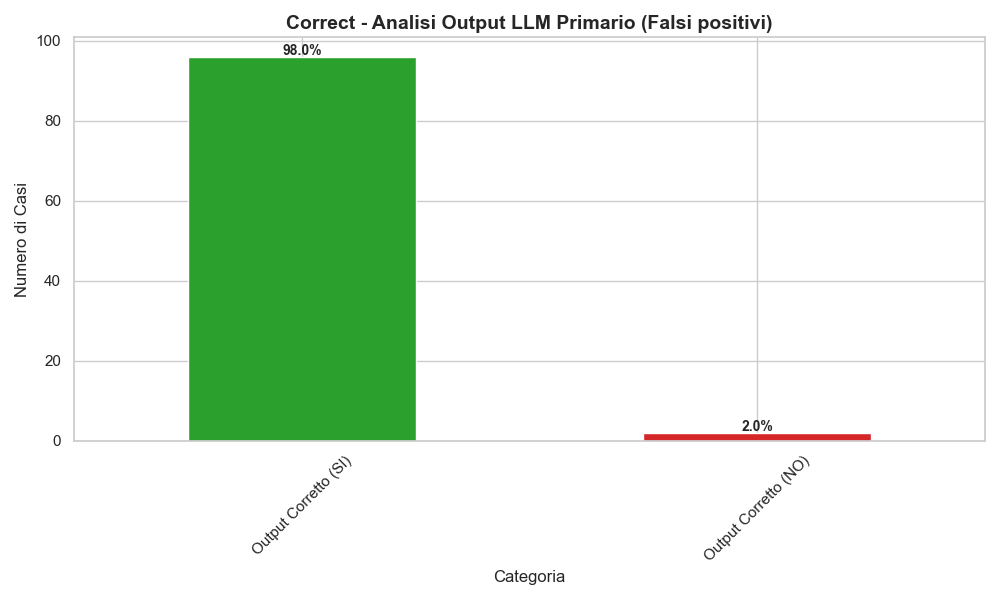 Correct - Analisi Output LLM Primario (Falsi positivi)
100
80
60
40
20
0
Numero di Casi
98.0%
2.0%
Output Corretto (SI)
Output Corretto (NO)
Categoria